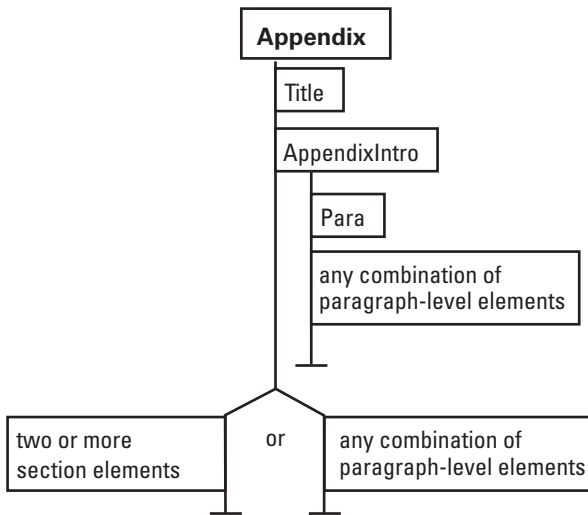 Appendix
Title
AppendixIntro
Para
any combination of
paragraph-level elements
two or more
section elements
or
any combination of
paragraph-level elements